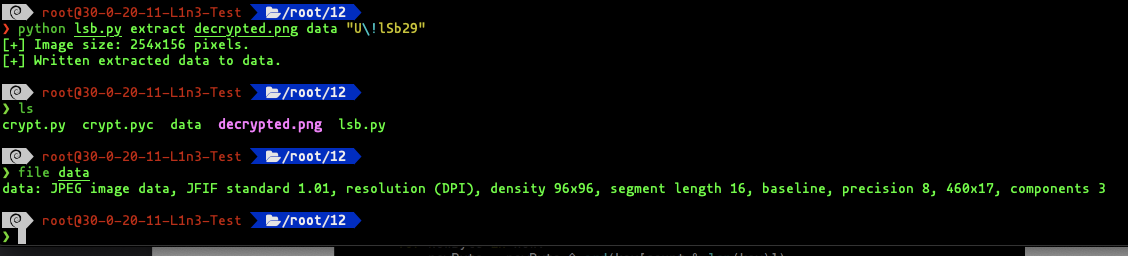 root@30-0-20-11-L1n3-Test /root/12
❯ python lsb.py extract decrypted.png data "U\!lSb29"
[+] Image size: 254x156 pixels.
[+] Written extracted data to data.
root@30-0-20-11-L1n3-Test /root/12
❯ ls
crypt.py crypt.pyc data decrypted.png lsb.py
root@30-0-20-11-L1n3-Test /root/12
❯ file data
data: JPEG image data, JFIF standard 1.01, resolution (DPI), density 96x96, segment length 16, baseline, precision 8, 460x17, components 3
root@30-0-20-11-L1n3-Test /root/12
❯